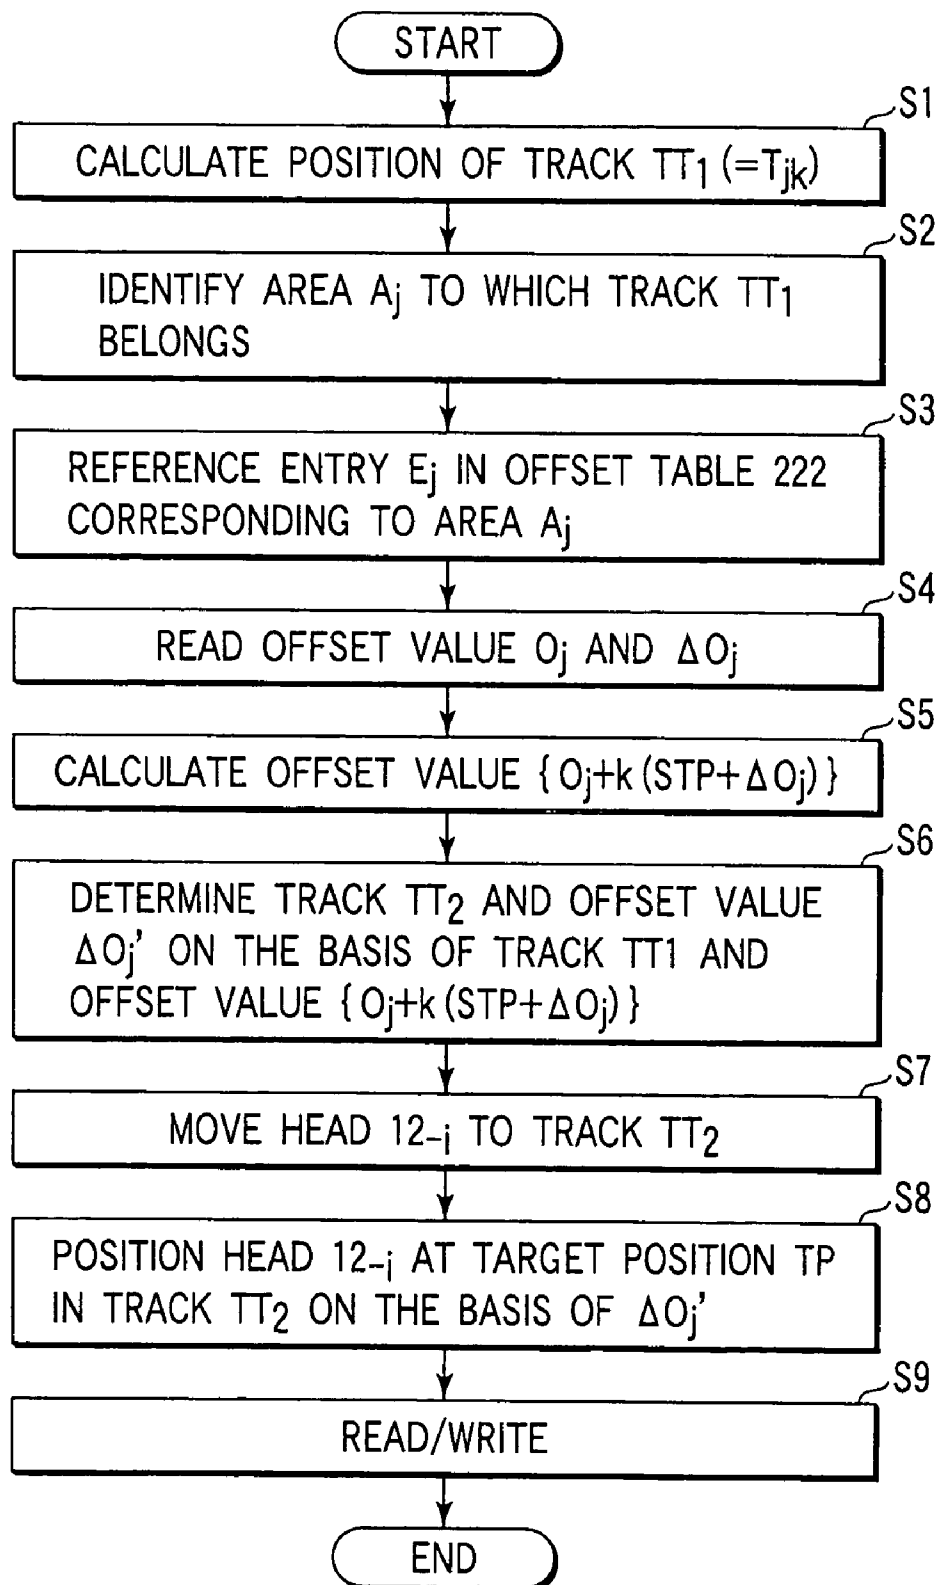 START
S1
CALCULATE POSITION OF TRACK TT1 (=Tjk)
S2
IDENTIFY AREA Aj TO WHICH TRACK TT1
BELONGS
S3
REFERENCE ENTRY Ej IN OFFSET TABLE 222
CORRESPONDING TO AREA Aj
S4
READ OFFSET VALUE Oj AND ΔOj
S5
CALCULATE OFFSET VALUE {Oj+k(STP+ΔOj)}
S6
DETERMINE TRACK TT2 AND OFFSET VALUE
ΔOj' ON THE BASIS OF TRACK TT1 AND
OFFSET VALUE {Oj+k(STP+ΔOj)}
S7
MOVE HEAD 12-i TO TRACK TT2
S8
POSITION HEAD 12-i AT TARGET POSITION TP
IN TRACK TT2 ON THE BASIS OF ΔOj'
S9
READ/WRITE
END